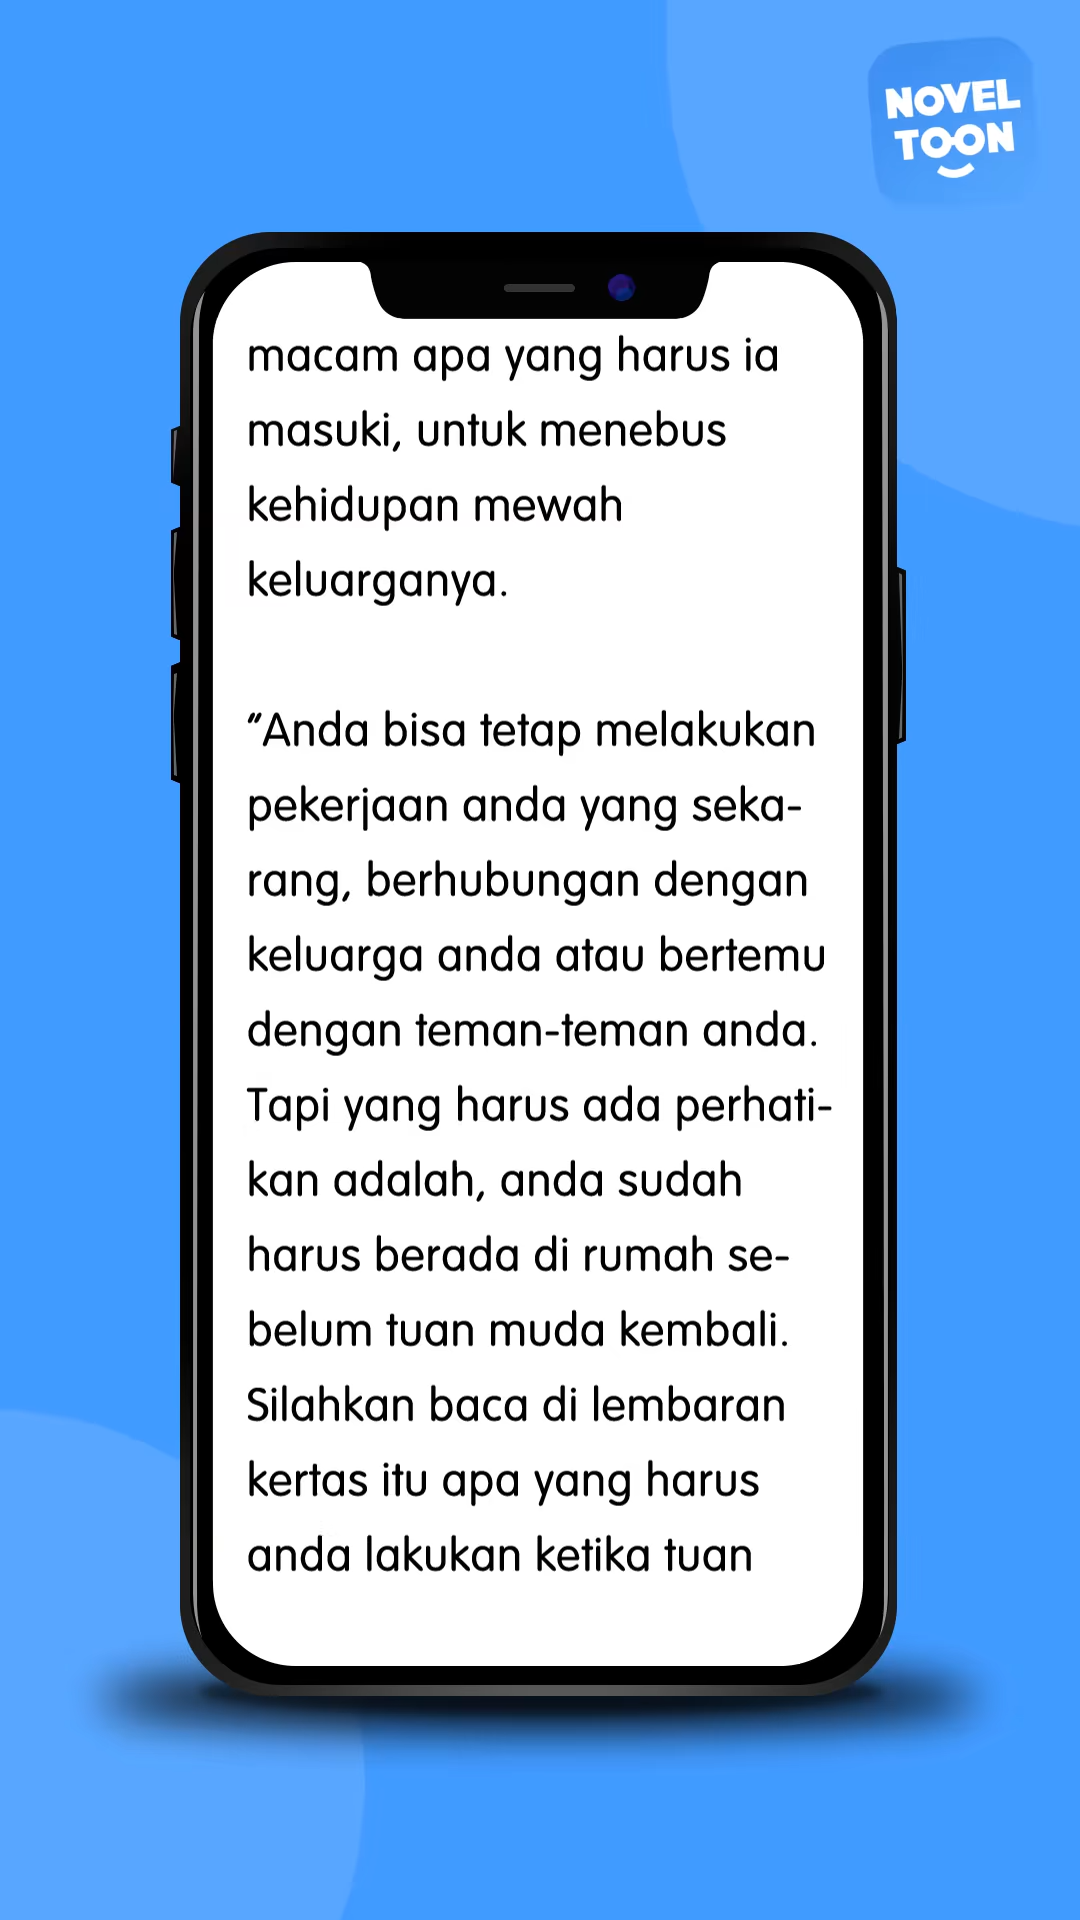 NOVEL
TOON
macam apa yang harus ia
masuki, untuk menebus
kehidupan mewah
keluarganya.
“Anda bisa tetap melakukan
pekerjaan anda yang seka-
rang, berhubungan dengan
keluarga anda atau bertemu
dengan teman-teman anda.
Tapi yang harus ada perhati-
kan adalah, anda sudah
harus berada di rumah se-
belum tuan muda kembali.
Silahkan baca di lembaran
kertas itu apa yang harus
anda lakukan ketika tuan